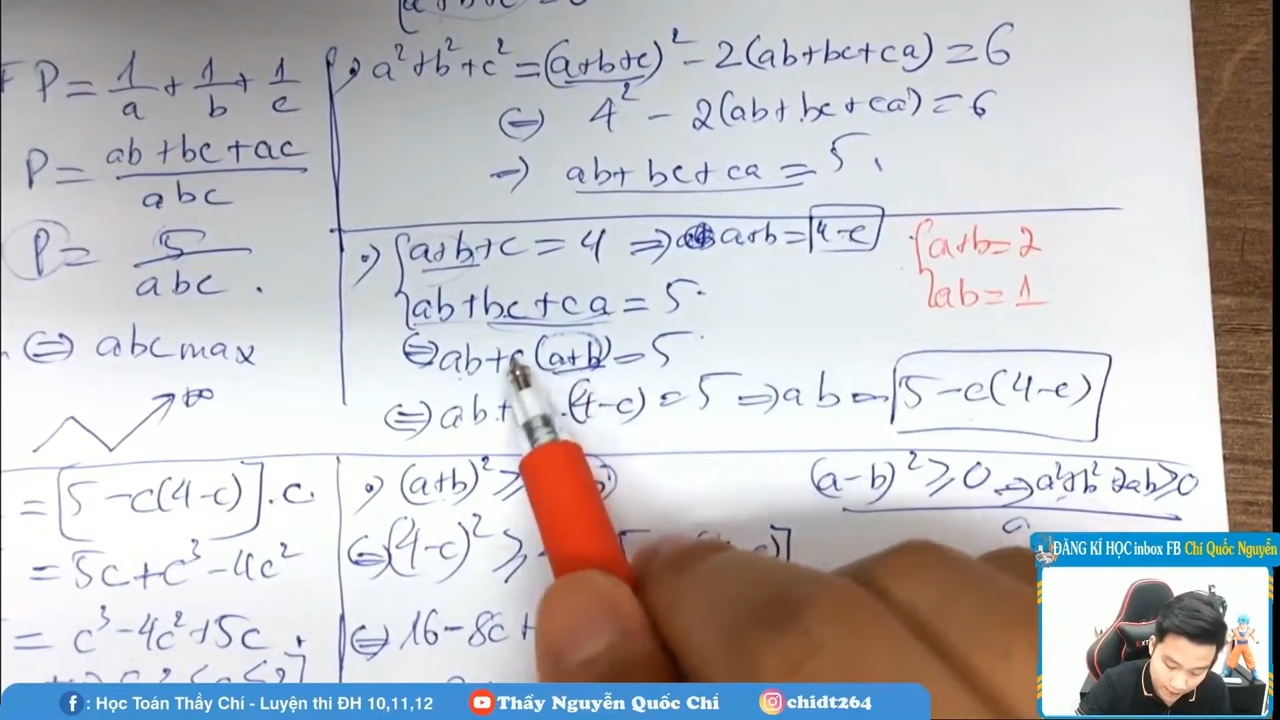 P = 1/a + 1/b + 1/c
P = (ab + bc + ac)/abc
P = 5/abc .
⇔ abc max
= [5 - c(4-c)] . c
= 5c + c³ - 4c²
= c³ - 4c² + 5c .
a² + b² + c² = (a+b+c)² - 2(ab+bc+ca) = 6
⇔ 4² - 2(ab+bc+ca) = 6
→ ab + bc + ca = 5 .
{ a+b+c = 4 ⇒ a+b = 4-c
{ ab+bc+ca = 5
⇔ ab + c(a+b) = 5
⇔ ab + .(4-c) = 5 ⇒ ab = 5-c(4-c)
{ a+b = 2
{ ab = 1
(a+b)² ≥
⇔ (4-c)² ≥
⇔ 16 - 8c +
(a-b)² ≥ 0 ⇒ a²+b²-2ab ≥ 0
ĐĂNG KÍ HỌC inbox FB Chí Quốc Nguyễn
: Học Toán Thầy Chí - Luyện thi ĐH 10,11,12
Thầy Nguyễn Quốc Chí
chidt264